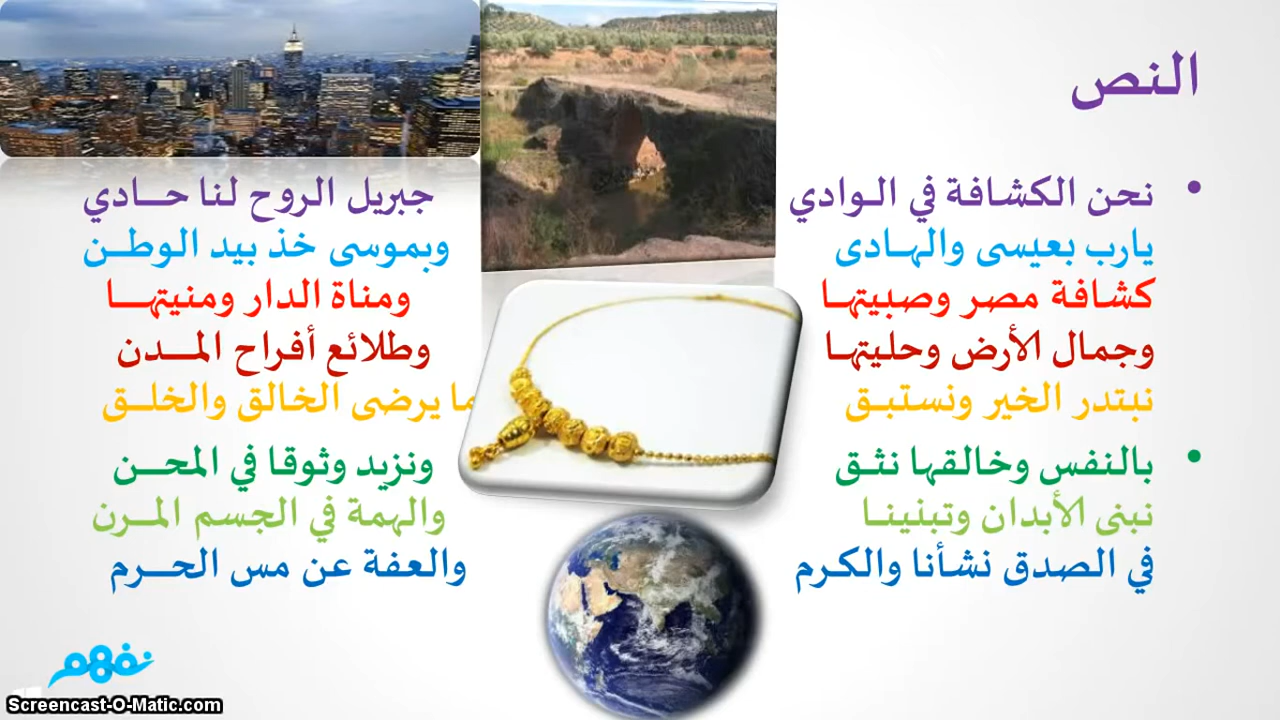 النص
• نحن الكشافة في الوادي جبريل الروح لنا حادي
يارب بعيسى والهادى وبموسى خذ بيد الوطن
كشافة مصر وصبيتها ومناة الدار ومنيتها
وجمال الأرض وحليتها وطلائع أفراح المدن
نبتدر الخير ونستبق ما يرضى الخالق والخلق
• بالنفس وخالقها نثق ونزيد وثوقا في المحن
نبنى الأبدان وتبنينا والهمة في الجسم المرن
في الصدق نشأنا والكرم والعفة عن مس الحرم
نفهم
Screencast-O-Matic.com